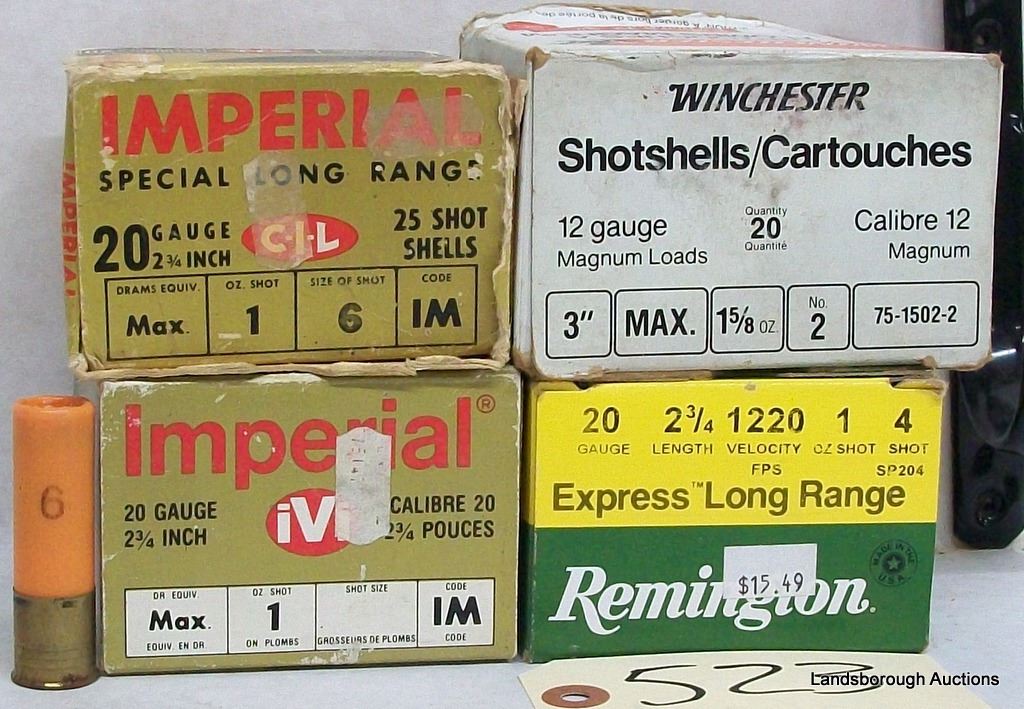 IMPERIAL
SPECIAL LONG RANGE
20 GAUGE
2¾ INCH
C-I-L
25 SHOT
SHELLS
DRAMS EQUIV.
Max.
OZ. SHOT
1
SIZE OF SHOT
6
CODE
IM
IMPERIAL
WINCHESTER
Shotshells/Cartouches
12 gauge
Magnum Loads
Quantity
20
Quantité
Calibre 12
Magnum
3"
MAX.
1⅝ OZ.
No.
2
75-1502-2
Imperial®
20 GAUGE
2¾ INCH
CALIBRE 20
2¾ POUCES
DR EQUIV.
Max.
EQUIV. EN DR.
OZ. SHOT
1
ON PLOMBS
SHOT SIZE
GROSSEURS DE PLOMBS
CODE
IM
CODE
6
20 2¾ 1220 1 4
GAUGE LENGTH VELOCITY OZ SHOT SHOT
FPS SP204
Express™ Long Range
MADE IN THE
U.S.A.
Remington.
$15.49
523
Landsborough Auctions